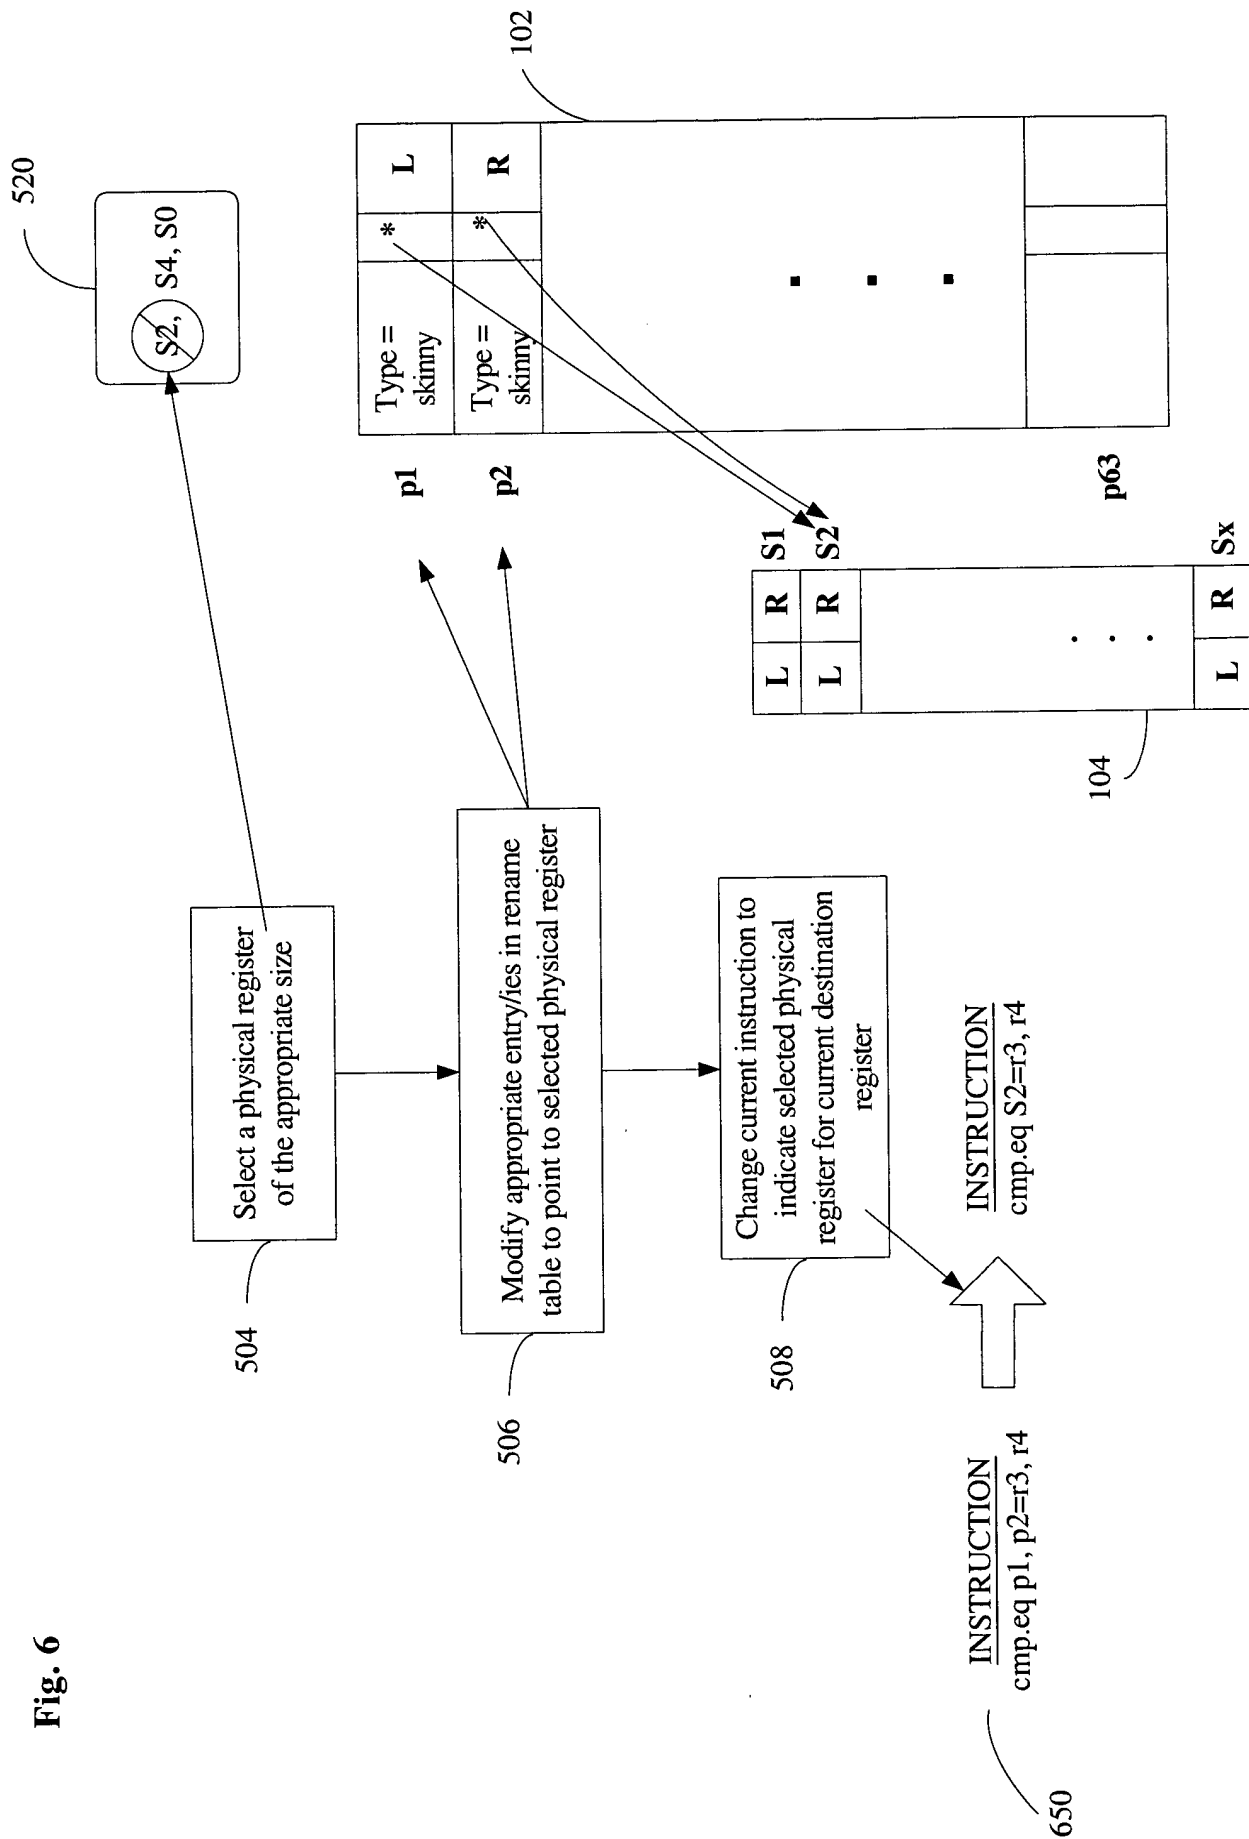 Fig. 6
520
S2, S4, S0
504
Select a physical register
of the appropriate size
506
Modify appropriate entry/ies in rename
table to point to selected physical register
508
Change current instruction to
indicate selected physical
register for current destination
register
102
p1
Type =
skinny
*
L
p2
Type =
skinny
*
R
p63
104
L R S1
L R S2
L R Sx
650
INSTRUCTION
cmp.eq p1, p2=r3, r4
INSTRUCTION
cmp.eq S2=r3, r4